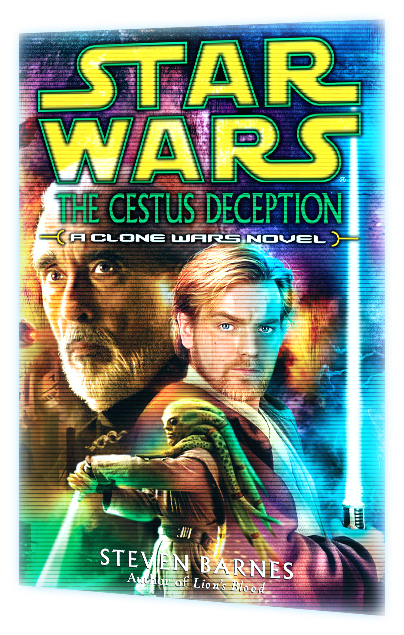 STAR
WARS
THE CESTUS DECEPTION
A CLONE WARS NOVEL
STEVEN BARNES
Author of Lion's Blood